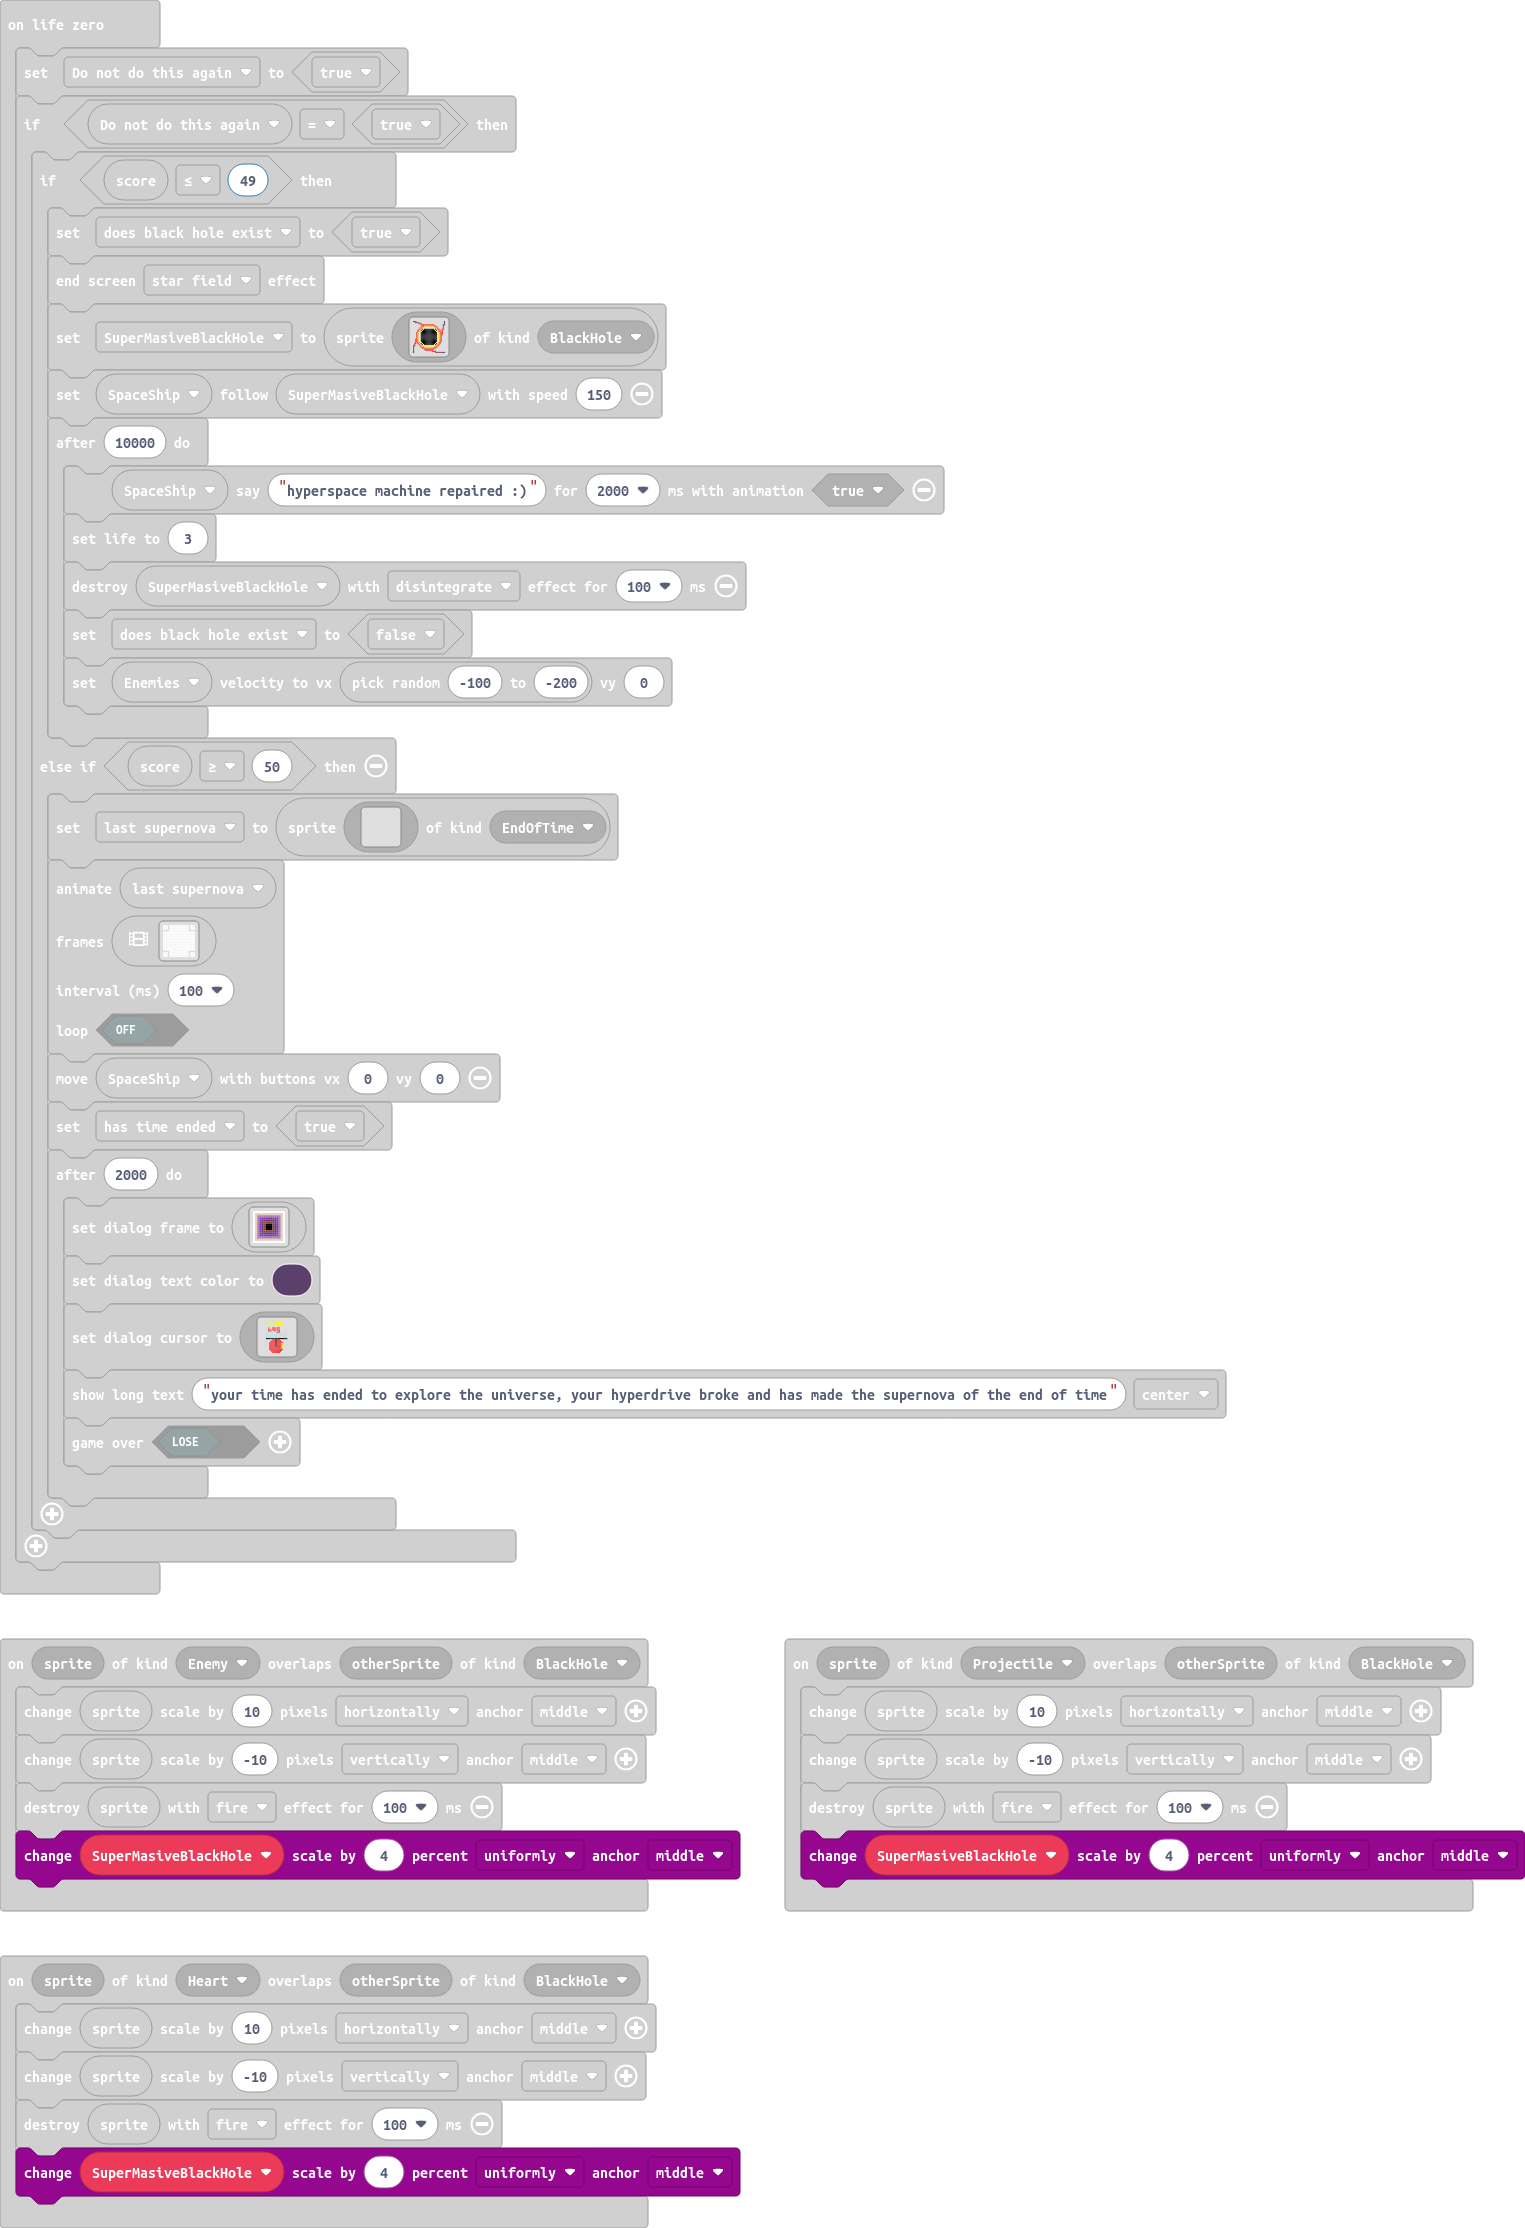 on life zero
set Do not do this again to true
if Do not do this again = true then
if score ≤ 49 then
set does black hole exist to true
end screen star field effect
set SuperMasiveBlackHole to sprite of kind BlackHole
set SpaceShip follow SuperMasiveBlackHole with speed 150
after 10000 do
SpaceShip say "hyperspace machine repaired :)" for 2000 ms with animation true
set life to 3
destroy SuperMasiveBlackHole with disintegrate effect for 100 ms
set does black hole exist to false
set Enemies velocity to vx pick random -100 to -200 vy 0
else if score ≥ 50 then
set last supernova to sprite of kind EndOfTime
animate last supernova
frames
interval (ms) 100
loop OFF
move SpaceShip with buttons vx 0 vy 0
set has time ended to true
after 2000 do
set dialog frame to
set dialog text color to
set dialog cursor to
show long text "your time has ended to explore the universe, your hyperdrive broke and has made the supernova of the end of time" center
game over LOSE
on sprite of kind Enemy overlaps otherSprite of kind BlackHole
change sprite scale by 10 pixels horizontally anchor middle
change sprite scale by -10 pixels vertically anchor middle
destroy sprite with fire effect for 100 ms
change SuperMasiveBlackHole scale by 4 percent uniformly anchor middle
on sprite of kind Projectile overlaps otherSprite of kind BlackHole
change sprite scale by 10 pixels horizontally anchor middle
change sprite scale by -10 pixels vertically anchor middle
destroy sprite with fire effect for 100 ms
change SuperMasiveBlackHole scale by 4 percent uniformly anchor middle
on sprite of kind Heart overlaps otherSprite of kind BlackHole
change sprite scale by 10 pixels horizontally anchor middle
change sprite scale by -10 pixels vertically anchor middle
destroy sprite with fire effect for 100 ms
change SuperMasiveBlackHole scale by 4 percent uniformly anchor middle